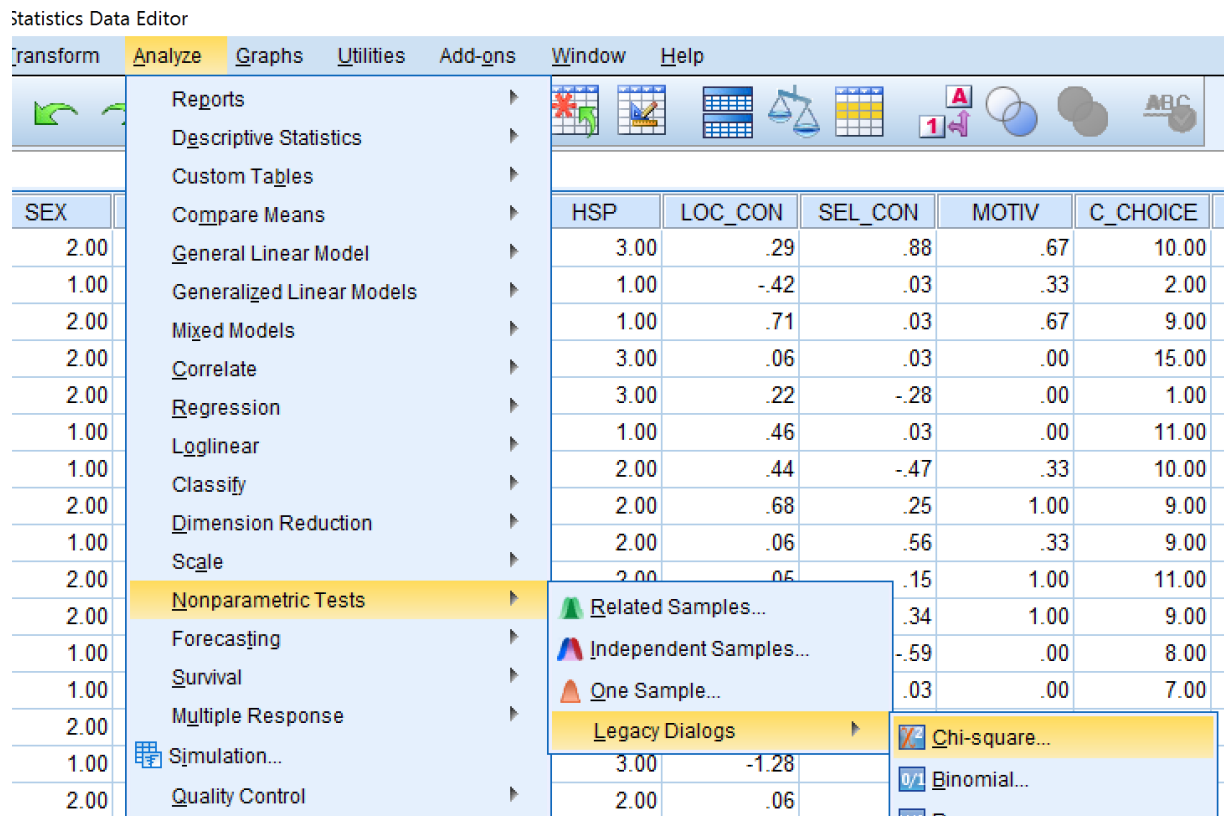 Statistics Data Editor
Transform Analyze Graphs Utilities Add-ons Window Help
Reports
Descriptive Statistics
Custom Tables
Compare Means
General Linear Model
Generalized Linear Models
Mixed Models
Correlate
Regression
Loglinear
Classify
Dimension Reduction
Scale
Nonparametric Tests
Forecasting
Survival
Multiple Response
Simulation...
Quality Control
A
1
ABC
SEX HSP LOC_CON SEL_CON MOTIV C_CHOICE
2.00 3.00 .29 .88 .67 10.00
1.00 1.00 -.42 .03 .33 2.00
2.00 1.00 .71 .03 .67 9.00
2.00 3.00 .06 .03 .00 15.00
2.00 3.00 .22 -.28 .00 1.00
1.00 1.00 .46 .03 .00 11.00
1.00 2.00 .44 -.47 .33 10.00
2.00 2.00 .68 .25 1.00 9.00
1.00 2.00 .06 .56 .33 9.00
2.00 2.00 .15 1.00 11.00
2.00 .34 1.00 9.00
1.00 -.59 .00 8.00
1.00 .03 .00 7.00
2.00
1.00 3.00 -1.28
2.00 2.00 .06
Related Samples...
Independent Samples...
One Sample...
Legacy Dialogs
Chi-square...
0/1 Binomial...